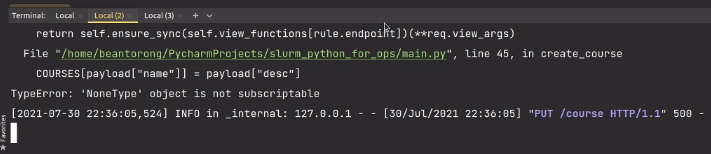 Terminal: Local × Local (2) × Local (3) × + ∨
return self.ensure_sync(self.view_functions[rule.endpoint])(**req.view_args)
File "/home/beantorong/PycharmProjects/slurm_python_for_ops/main.py", line 45, in create_course
COURSES[payload["name"]] = payload["desc"]
TypeError: 'NoneType' object is not subscriptable
[2021-07-30 22:36:05,524] INFO in _internal: 127.0.0.1 - - [30/Jul/2021 22:36:05] "PUT /course HTTP/1.1" 500 -
Favorites